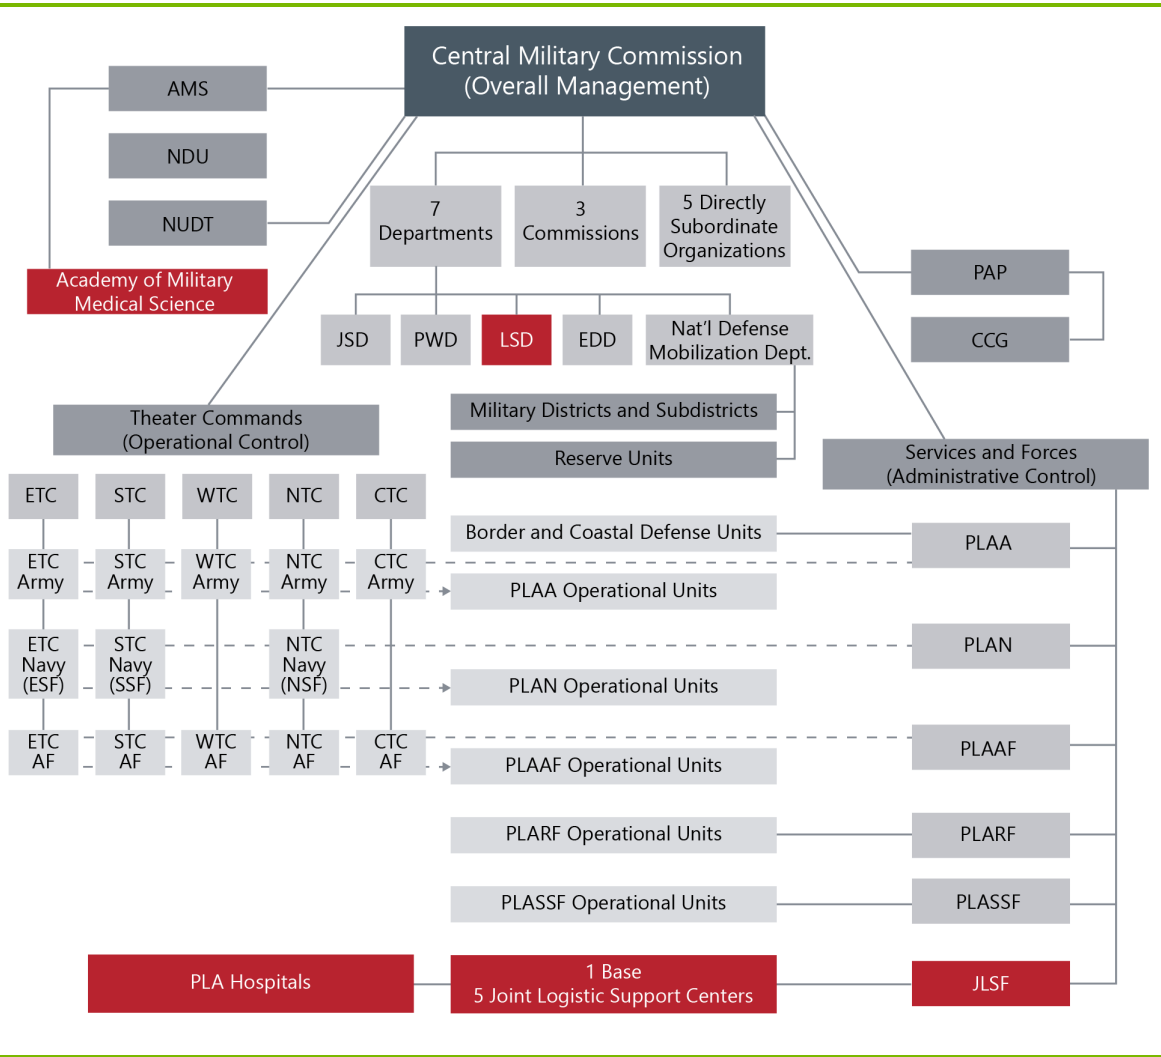 Central Military Commission
(Overall Management)
AMS
NDU
NUDT
Academy of Military
Medical Science
7
Departments
3
Commissions
5 Directly
Subordinate
Organizations
PAP
CCG
JSD
PWD
LSD
EDD
Nat'l Defense
Mobilization Dept.
Military Districts and Subdistricts
Reserve Units
Theater Commands
(Operational Control)
Services and Forces
(Administrative Control)
ETC
STC
WTC
NTC
CTC
Border and Coastal Defense Units
PLAA
ETC
Army
STC
Army
WTC
Army
NTC
Army
CTC
Army
PLAA Operational Units
ETC
Navy
(ESF)
STC
Navy
(SSF)
NTC
Navy
(NSF)
PLAN
PLAN Operational Units
ETC
AF
STC
AF
WTC
AF
NTC
AF
CTC
AF
PLAAF
PLAAF Operational Units
PLARF Operational Units
PLARF
PLASSF Operational Units
PLASSF
PLA Hospitals
1 Base
5 Joint Logistic Support Centers
JLSF